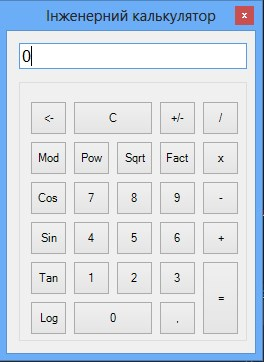 Інженерний калькулятор x
0
<- C +/- /
Mod Pow Sqrt Fact x
Cos 7 8 9 -
Sin 4 5 6 +
Tan 1 2 3
Log 0 , =